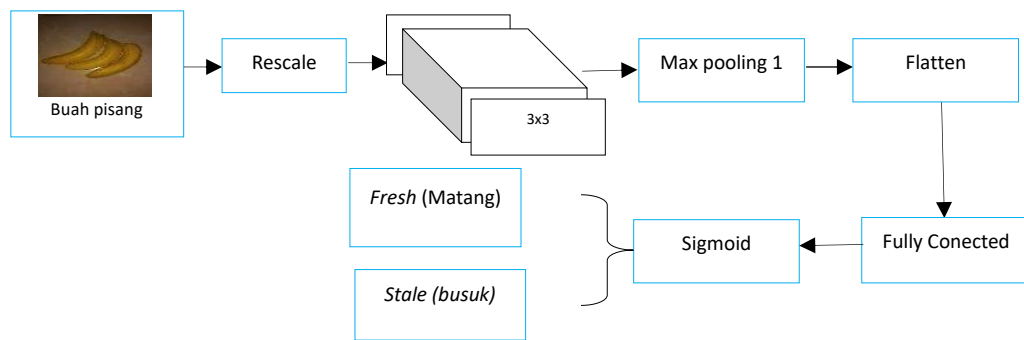 Buah pisang
Rescale
3x3
Max pooling 1
Flatten
Fully Conected
Sigmoid
Fresh (Matang)
Stale (busuk)